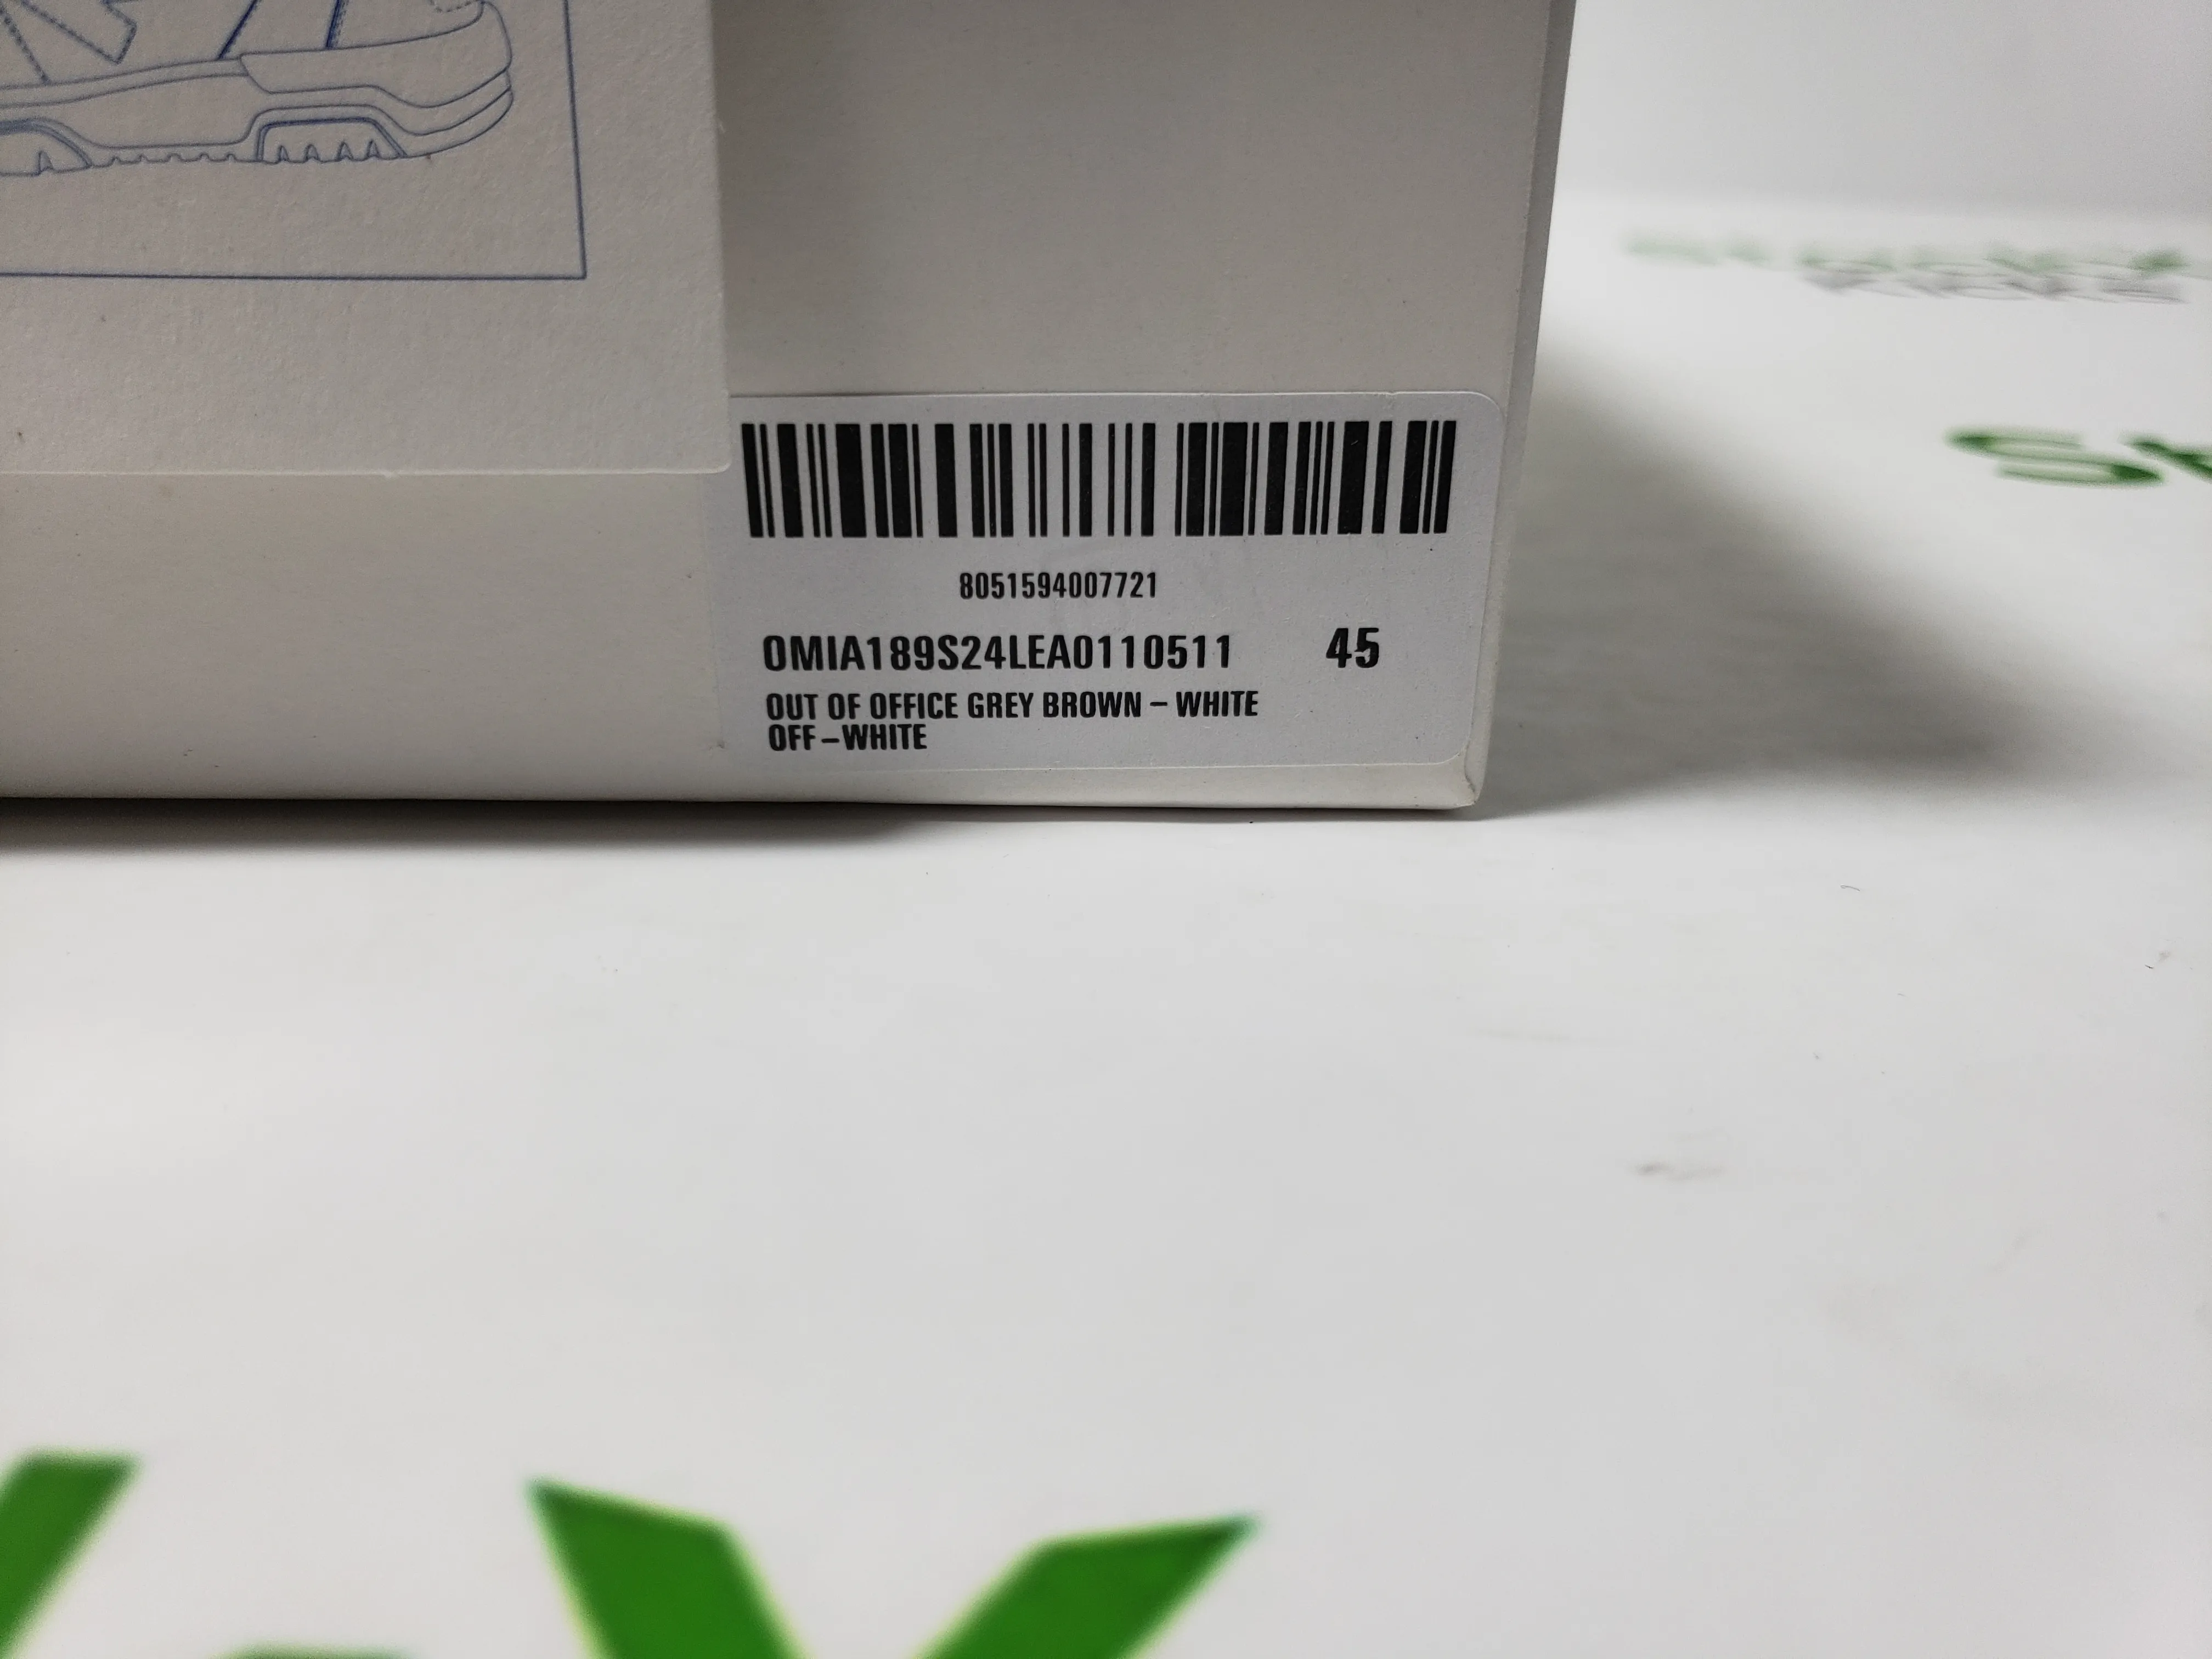 8051594007721
OMIA189S24LEA0110511 45
OUT OF OFFICE GREY BROWN – WHITE
OFF–WHITE